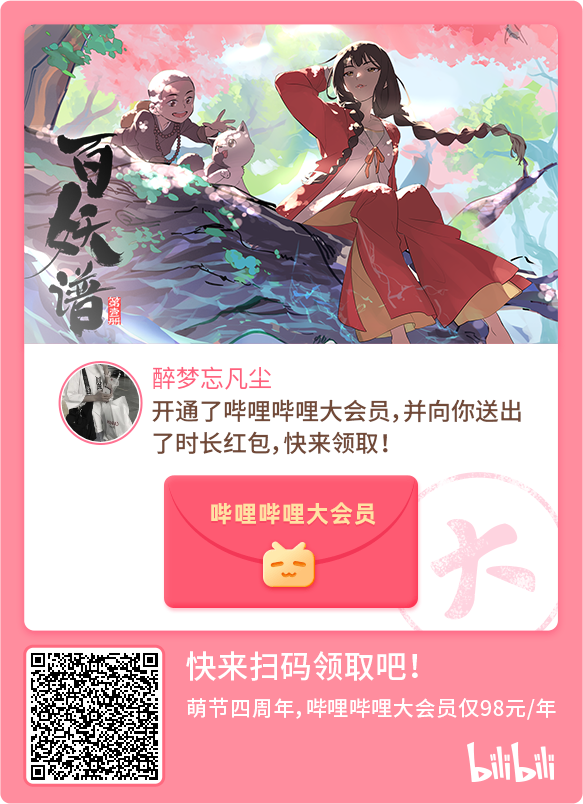 百妖谱
醉梦忘凡尘
开通了哔哩哔哩大会员，并向你送出
了时长红包，快来领取！
哔哩哔哩大会员
大
快来扫码领取吧！
萌节四周年，哔哩哔哩大会员仅98元/年
bilibili